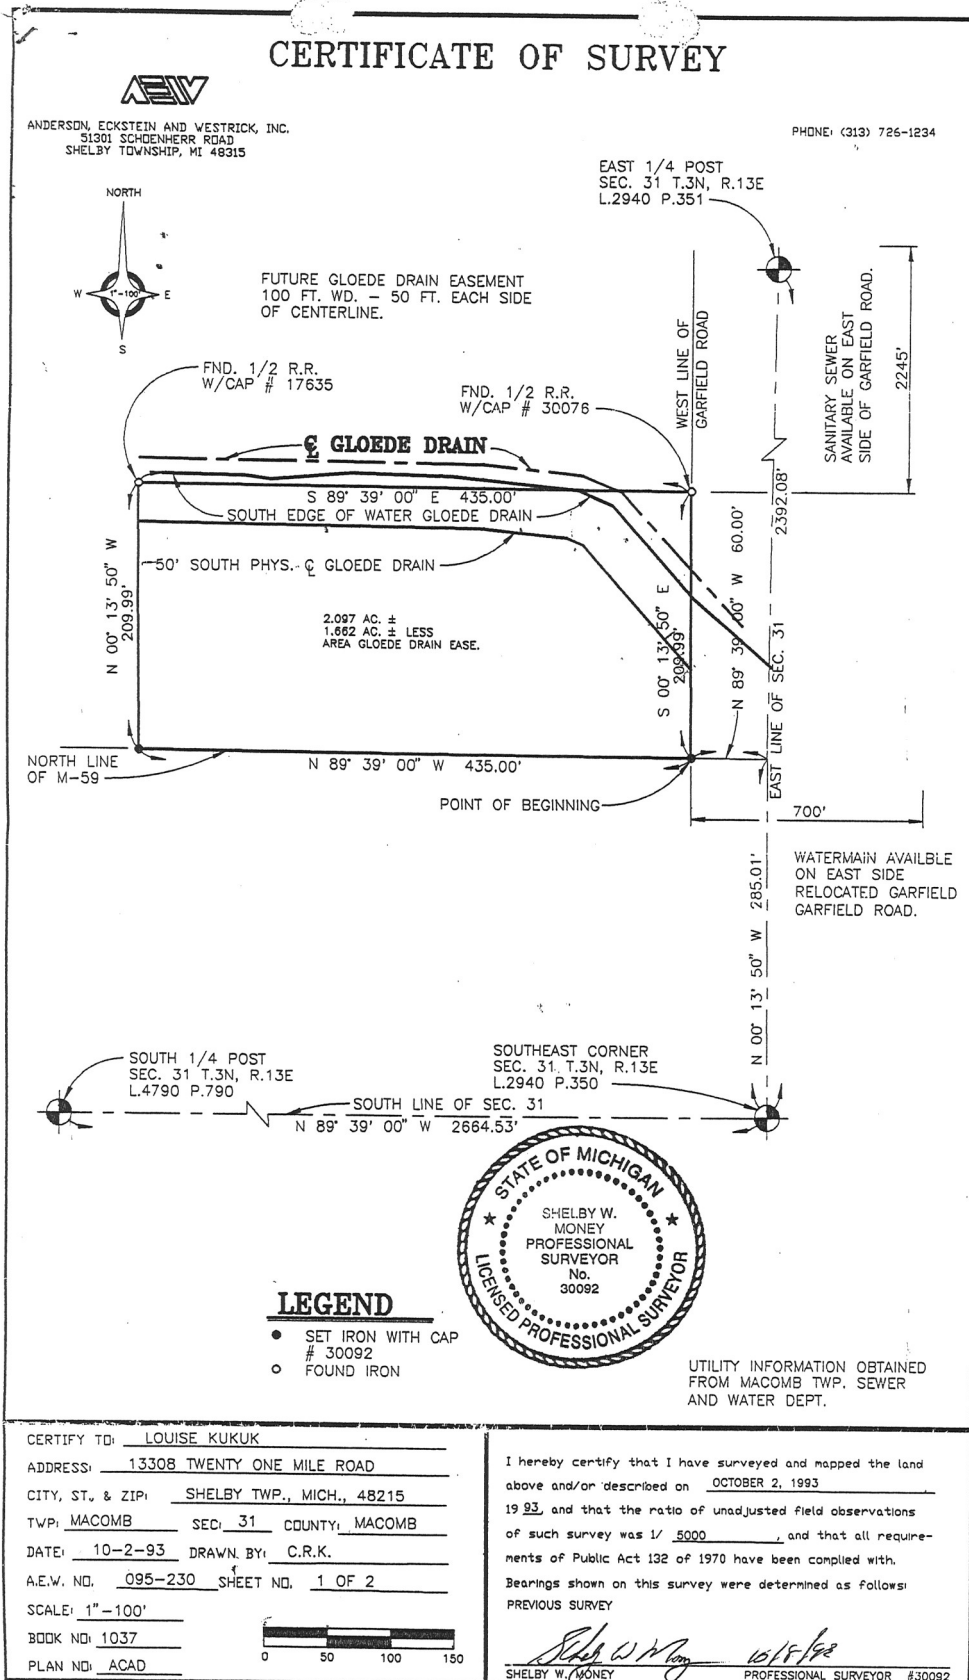 CERTIFICATE OF SURVEY
AEW
ANDERSON, ECKSTEIN AND WESTRICK, INC.
51301 SCHOENHERR ROAD
SHELBY TOWNSHIP, MI 48315
PHONE: (313) 726-1234
EAST 1/4 POST
SEC. 31 T.3N, R.13E
L.2940 P.351
NORTH
W 1"-100' E
S
FUTURE GLOEDE DRAIN EASEMENT
100 FT. WD. - 50 FT. EACH SIDE
OF CENTERLINE.
WEST LINE OF
GARFIELD ROAD
SANITARY SEWER
AVAILABLE ON EAST
SIDE OF GARFIELD ROAD.
2245'
FND. 1/2 R.R.
W/CAP # 17635
FND. 1/2 R.R.
W/CAP # 30076
℄ GLOEDE DRAIN
S 89° 39' 00" E 435.00'
SOUTH EDGE OF WATER GLOEDE DRAIN
50' SOUTH PHYS. ℄ GLOEDE DRAIN
N 00° 13' 50" W
209.99'
2.097 AC. ±
1.662 AC. ± LESS
AREA GLOEDE DRAIN EASE.
S 00° 13' 50" E
209.99'
N 89° 39' 00" W 60.00'
2392.08'
EAST LINE OF SEC. 31
NORTH LINE
OF M-59
N 89° 39' 00" W 435.00'
POINT OF BEGINNING
700'
WATERMAIN AVAILBLE
ON EAST SIDE
RELOCATED GARFIELD
GARFIELD ROAD.
N 00° 13' 50" W 285.01'
SOUTH 1/4 POST
SEC. 31 T.3N, R.13E
L.4790 P.790
SOUTHEAST CORNER
SEC. 31 T.3N, R.13E
L.2940 P.350
SOUTH LINE OF SEC. 31
N 89° 39' 00" W 2664.53'
STATE OF MICHIGAN
SHELBY W.
MONEY
PROFESSIONAL
SURVEYOR
No.
30092
LICENSED PROFESSIONAL SURVEYOR
LEGEND
● SET IRON WITH CAP
# 30092
○ FOUND IRON
UTILITY INFORMATION OBTAINED
FROM MACOMB TWP. SEWER
AND WATER DEPT.
CERTIFY TO: LOUISE KUKUK
ADDRESS: 13308 TWENTY ONE MILE ROAD
CITY, ST., & ZIP: SHELBY TWP., MICH., 48215
TWP: MACOMB SEC: 31 COUNTY: MACOMB
DATE: 10-2-93 DRAWN. BY: C.R.K.
A.E.W. NO. 095-230 SHEET NO. 1 OF 2
SCALE: 1"-100'
BOOK NO: 1037
PLAN NO: ACAD
0 50 100 150
I hereby certify that I have surveyed and mapped the land
above and/or described on OCTOBER 2, 1993
19 93, and that the ratio of unadjusted field observations
of such survey was 1/ 5000 , and that all require-
ments of Public Act 132 of 1970 have been complied with.
Bearings shown on this survey were determined as follows:
PREVIOUS SURVEY
Shelby W Money
SHELBY W. MONEY PROFESSIONAL SURVEYOR #30092